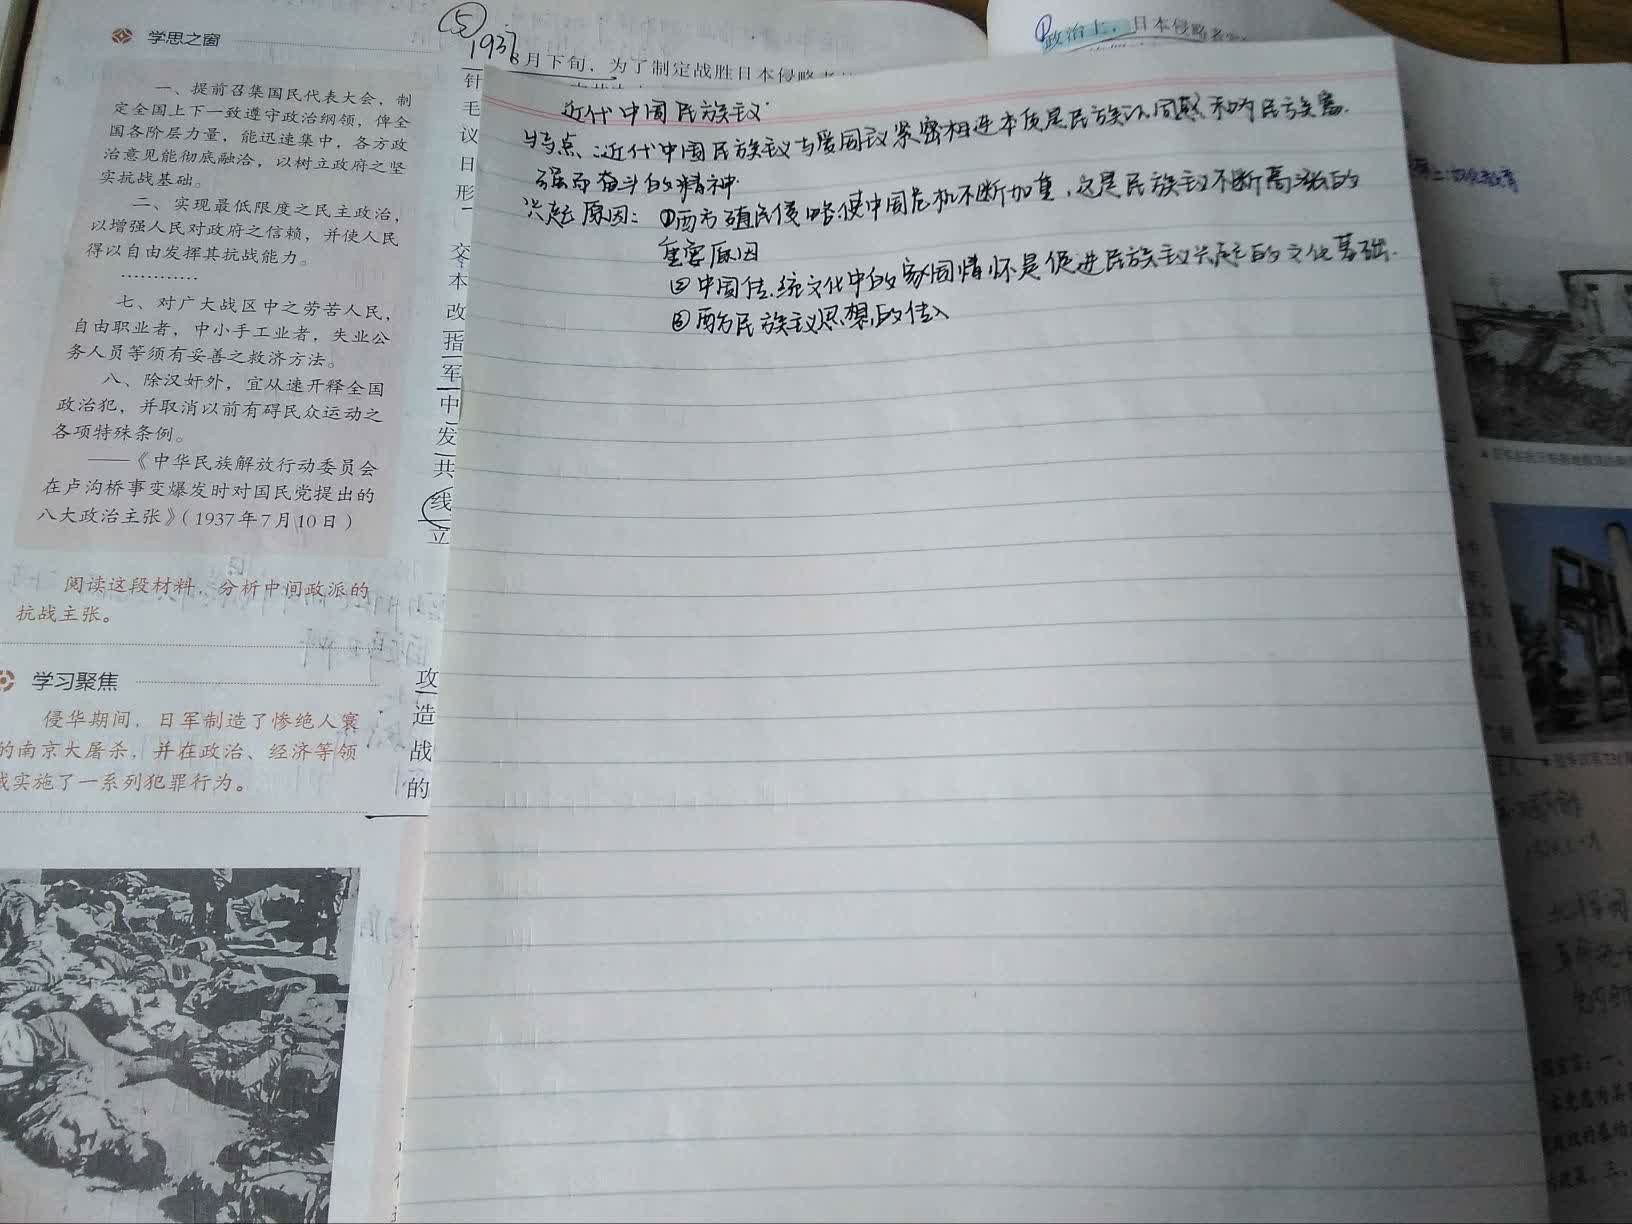 学思之窗
一、提前召集国民代表大会，制
定全国上下一致遵守政治纲领，俾全
国各阶层力量，能迅速集中，各方政
治意见能彻底融洽，以树立政府之坚
实抗战基础。
二、实现最低限度之民主政治，
以增强人民对政府之信赖，并使人民
得以自由发挥其抗战能力。
…………
七、对广大战区中之劳苦人民，
自由职业者，中小手工业者，失业公
务人员等须有妥善之救济方法。
八、除汉奸外，宜从速开释全国
政治犯，并取消以前有碍民众运动之
各项特殊条例。
——《中华民族解放行动委员会
在卢沟桥事变爆发时对国民党提出的
八大政治主张》（1937年7月10日）
阅读这段材料，分析中间政派的
抗战主张。
学习聚焦
侵华期间，日军制造了惨绝人寰
的南京大屠杀，并在政治、经济等领
域实施了一系列犯罪行为。
⑤
1937
8月下旬，为了制定战胜日本侵略
针
毛
议
日
形
交
本
改
指
军
中
发
共
线
立
攻
造
战
的
近代中国民族主义
特点：近代中国民族主义与爱国主义紧密相连本质是民族认同感和为民族富
强而奋斗的精神
兴起原因：①西方殖民侵略使中国危机不断加重，这是民族主义不断高涨的
重要原因
②中国传统文化中的家国情怀是促进民族主义兴起的文化基础.
③西方民族主义思想的传入
①政治上，日本侵略者